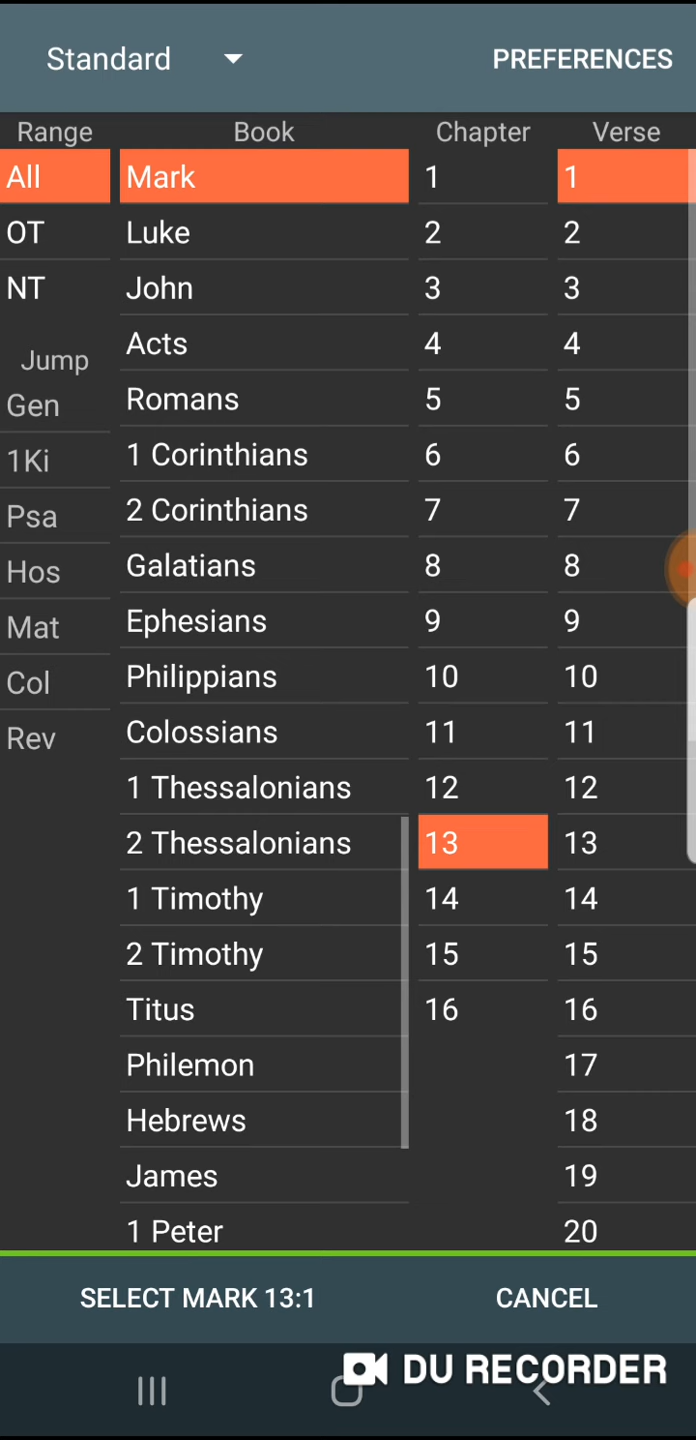 Standard PREFERENCES
Range Book Chapter Verse
All Mark 1 1
OT Luke 2 2
NT John 3 3
Acts 4 4
Jump
Gen Romans 5 5
1Ki 1 Corinthians 6 6
Psa 2 Corinthians 7 7
Hos Galatians 8 8
Mat Ephesians 9 9
Col Philippians 10 10
Rev Colossians 11 11
1 Thessalonians 12 12
2 Thessalonians 13 13
1 Timothy 14 14
2 Timothy 15 15
Titus 16 16
Philemon 17
Hebrews 18
James 19
1 Peter 20
SELECT MARK 13:1 CANCEL
DU RECORDER